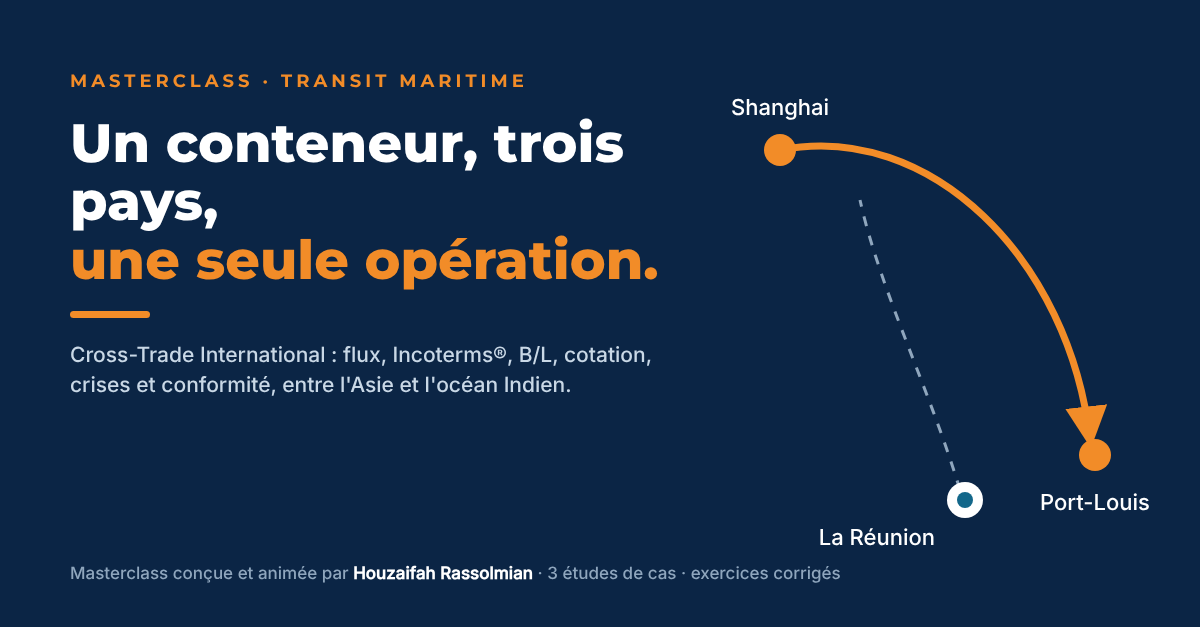 MASTERCLASS · TRANSIT MARITIME
Un conteneur, trois
pays,
une seule opération.
Cross-Trade International : flux, Incoterms®, B/L, cotation,
crises et conformité, entre l'Asie et l'océan Indien.
Shanghai
Port-Louis
La Réunion
Masterclass conçue et animée par Houzaifah Rassolmian · 3 études de cas · exercices corrigés